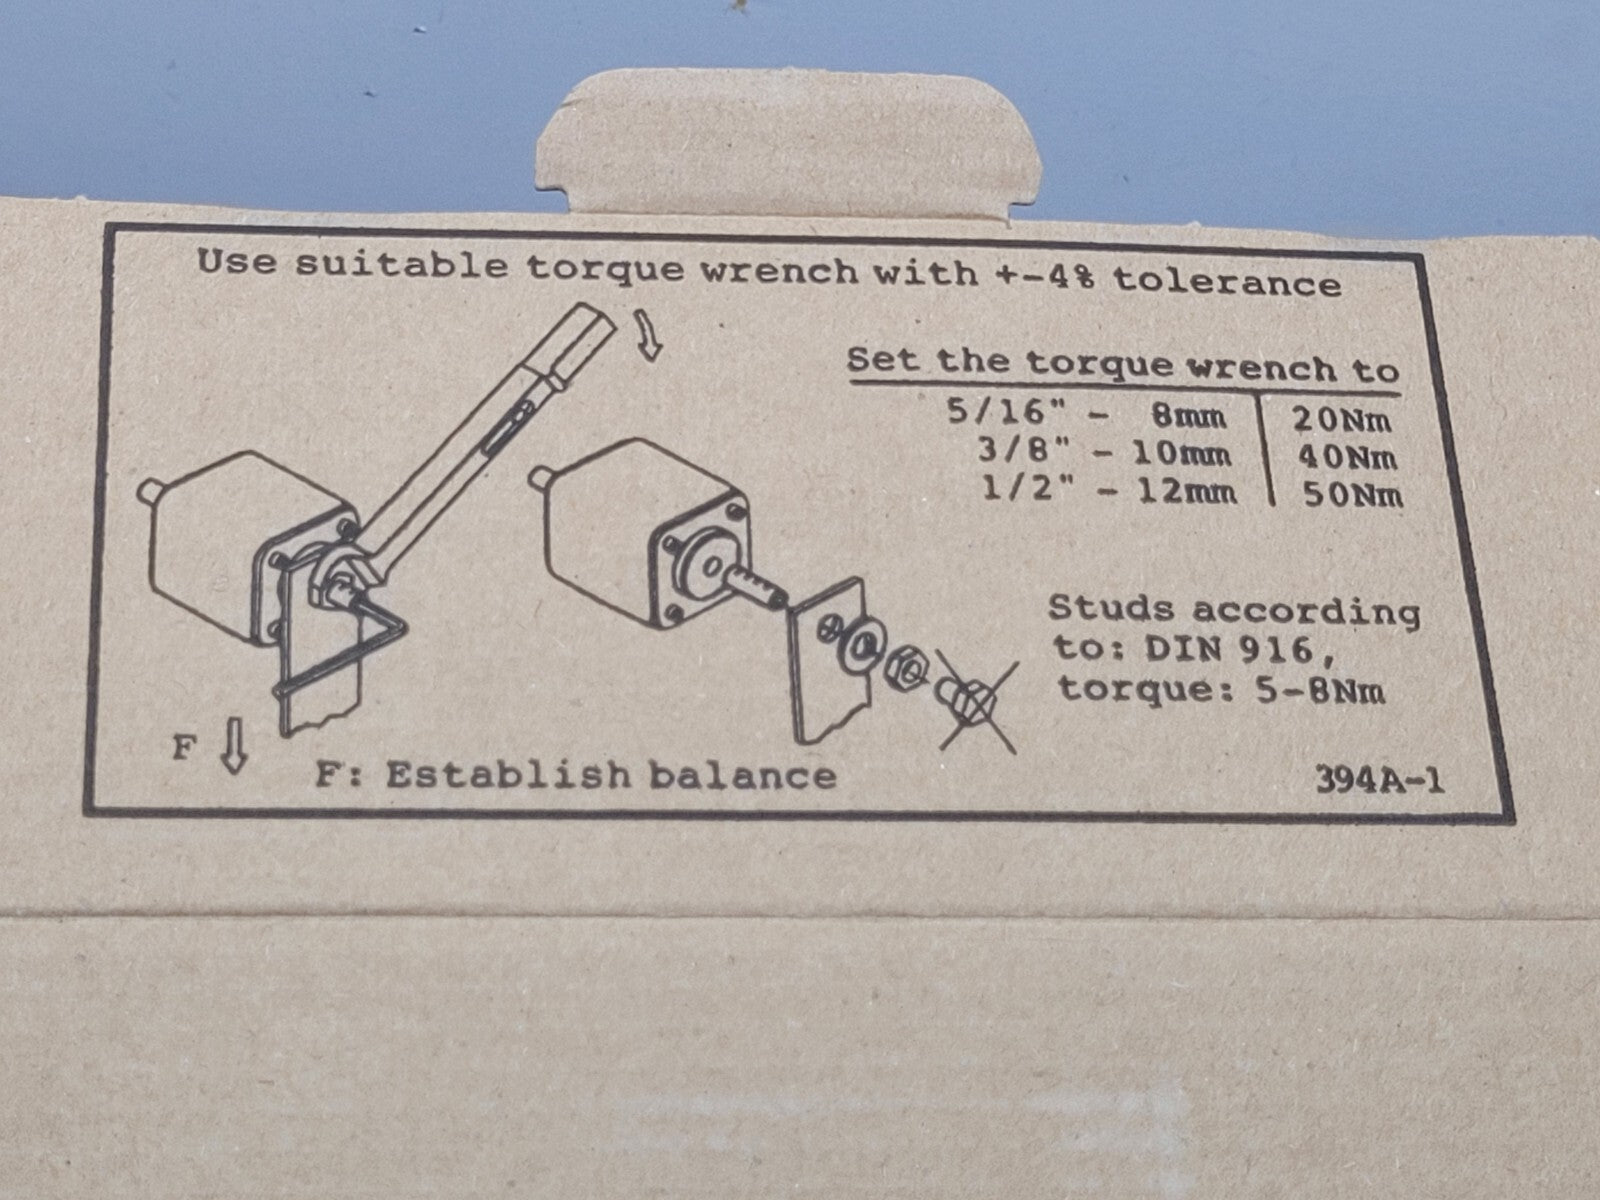 Use suitable torque wrench with +-4% tolerance
Set the torque wrench to
5/16" - 8mm 20Nm
3/8" - 10mm 40Nm
1/2" - 12mm 50Nm
Studs according
to: DIN 916,
torque: 5-8Nm
F
F: Establish balance
394A-1